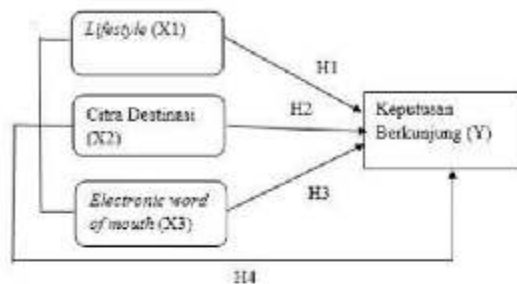 Lifestyle (X1)
H1
Citra Destinasi
(X2)
H2
Keputusan
Berkunjung (Y)
Electronic word
of mouth (X3)
H3
H4